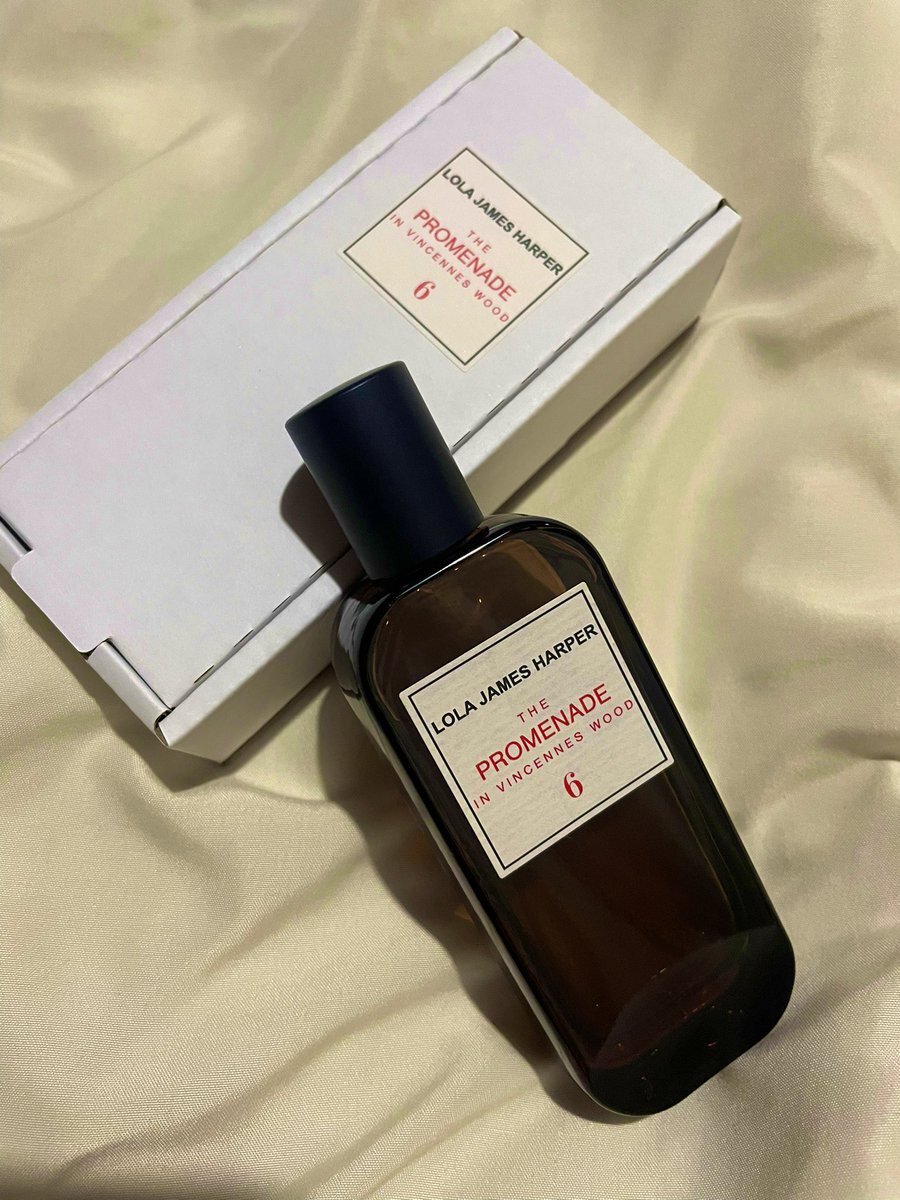 LOLA JAMES HARPER
THE
PROMENADE
IN VINCENNES WOOD
6
LOLA JAMES HARPER
THE
PROMENADE
IN VINCENNES WOOD
6